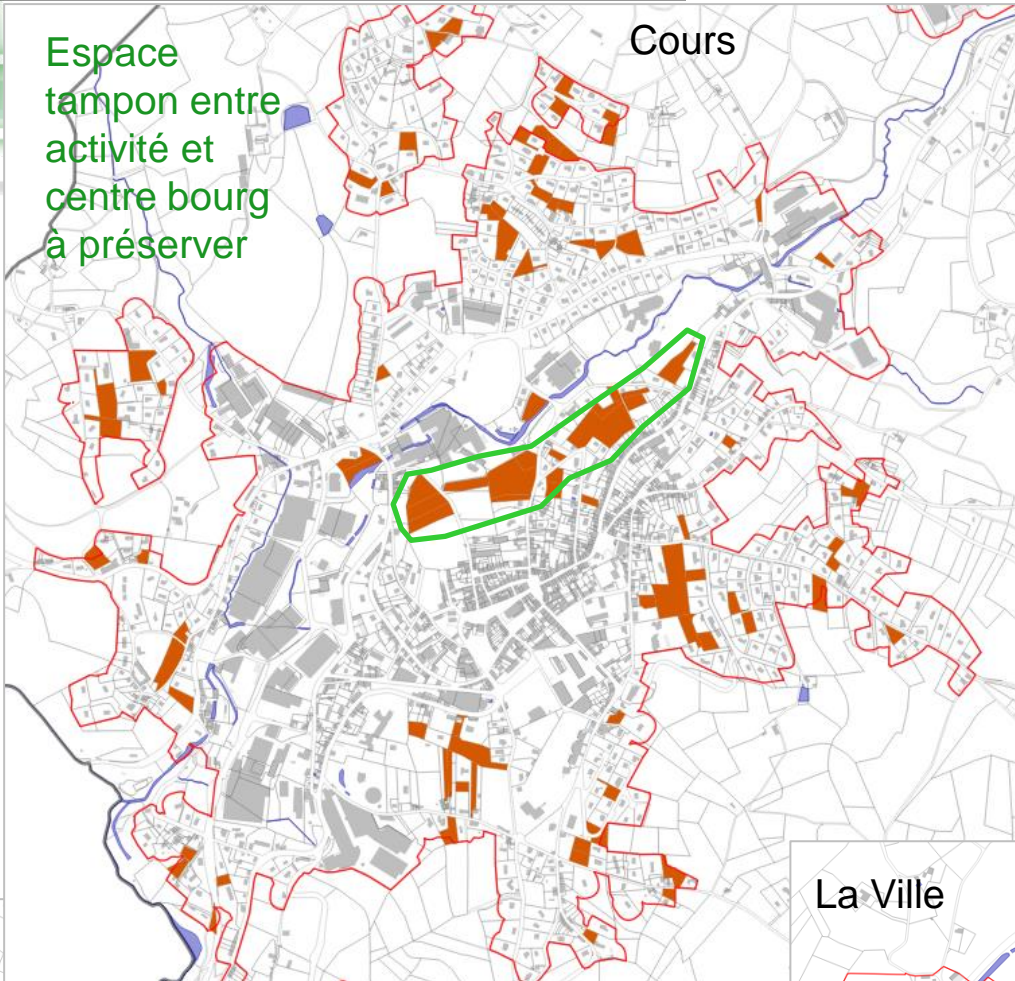 Espace
tampon entre
activité et
centre bourg
à préserver
Cours
La Ville